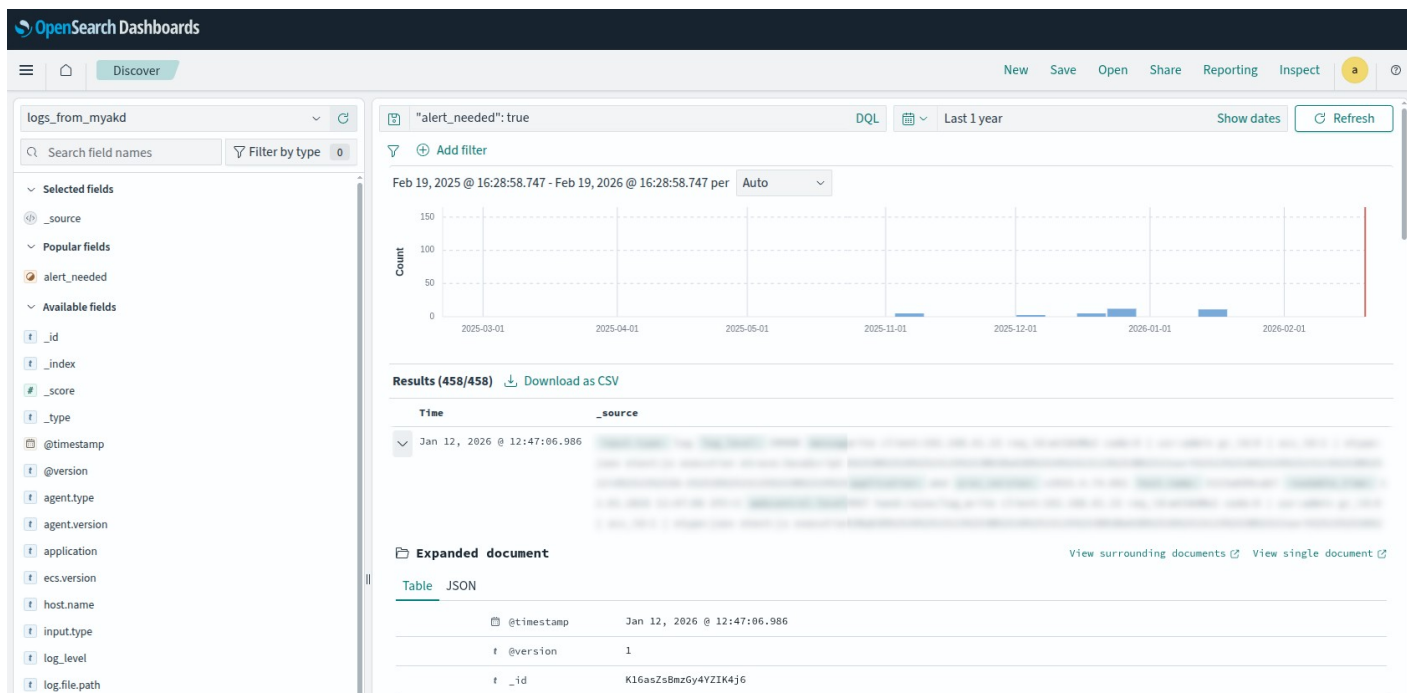 OpenSearch Dashboards
Discover
New Save Open Share Reporting Inspect a
logs_from_myakd
Search field names
Filter by type 0
Selected fields
_source
Popular fields
alert_needed
Available fields
t _id
t _index
# _score
t _type
@timestamp
t @version
t agent.type
t agent.version
t application
t ecs.version
t host.name
t input.type
t log_level
t log.file.path
"alert_needed": true DQL
Last 1 year Show dates Refresh
Add filter
Feb 19, 2025 @ 16:28:58.747 - Feb 19, 2026 @ 16:28:58.747 per Auto
Count
150
100
50
0
2025-03-01 2025-04-01 2025-05-01 2025-11-01 2025-12-01 2026-01-01 2026-02-01
Results (458/458) Download as CSV
Time _source
Jan 12, 2026 @ 12:47:06.986
Expanded document View surrounding documents View single document
Table JSON
@timestamp Jan 12, 2026 @ 12:47:06.986
t @version 1
t _id K16asZsBmzGy4YZIK4j6